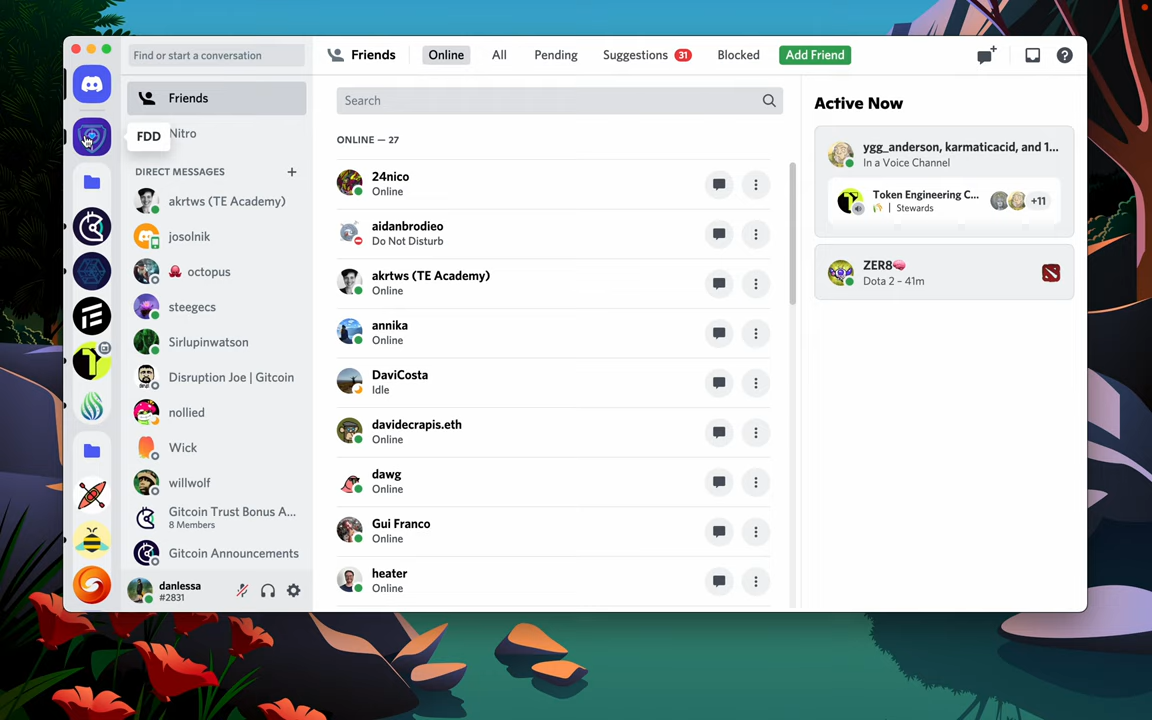 Find or start a conversation
Friends
Online
All
Pending
Suggestions 31
Blocked
Add Friend
Friends
FDD
Nitro
DIRECT MESSAGES
akrtws (TE Academy)
josolnik
octopus
steegecs
Sirlupinwatson
Disruption Joe | Gitcoin
nollied
Wick
willwolf
Gitcoin Trust Bonus A...
8 Members
Gitcoin Announcements
danlessa
#2831
Search
ONLINE — 27
24nico
Online
aidanbrodieo
Do Not Disturb
akrtws (TE Academy)
Online
annika
Online
DaviCosta
Idle
davidecrapis.eth
Online
dawg
Online
Gui Franco
Online
heater
Online
Active Now
ygg_anderson, karmaticacid, and 1...
In a Voice Channel
Token Engineering C...
| Stewards
+11
ZER8
Dota 2 – 41m